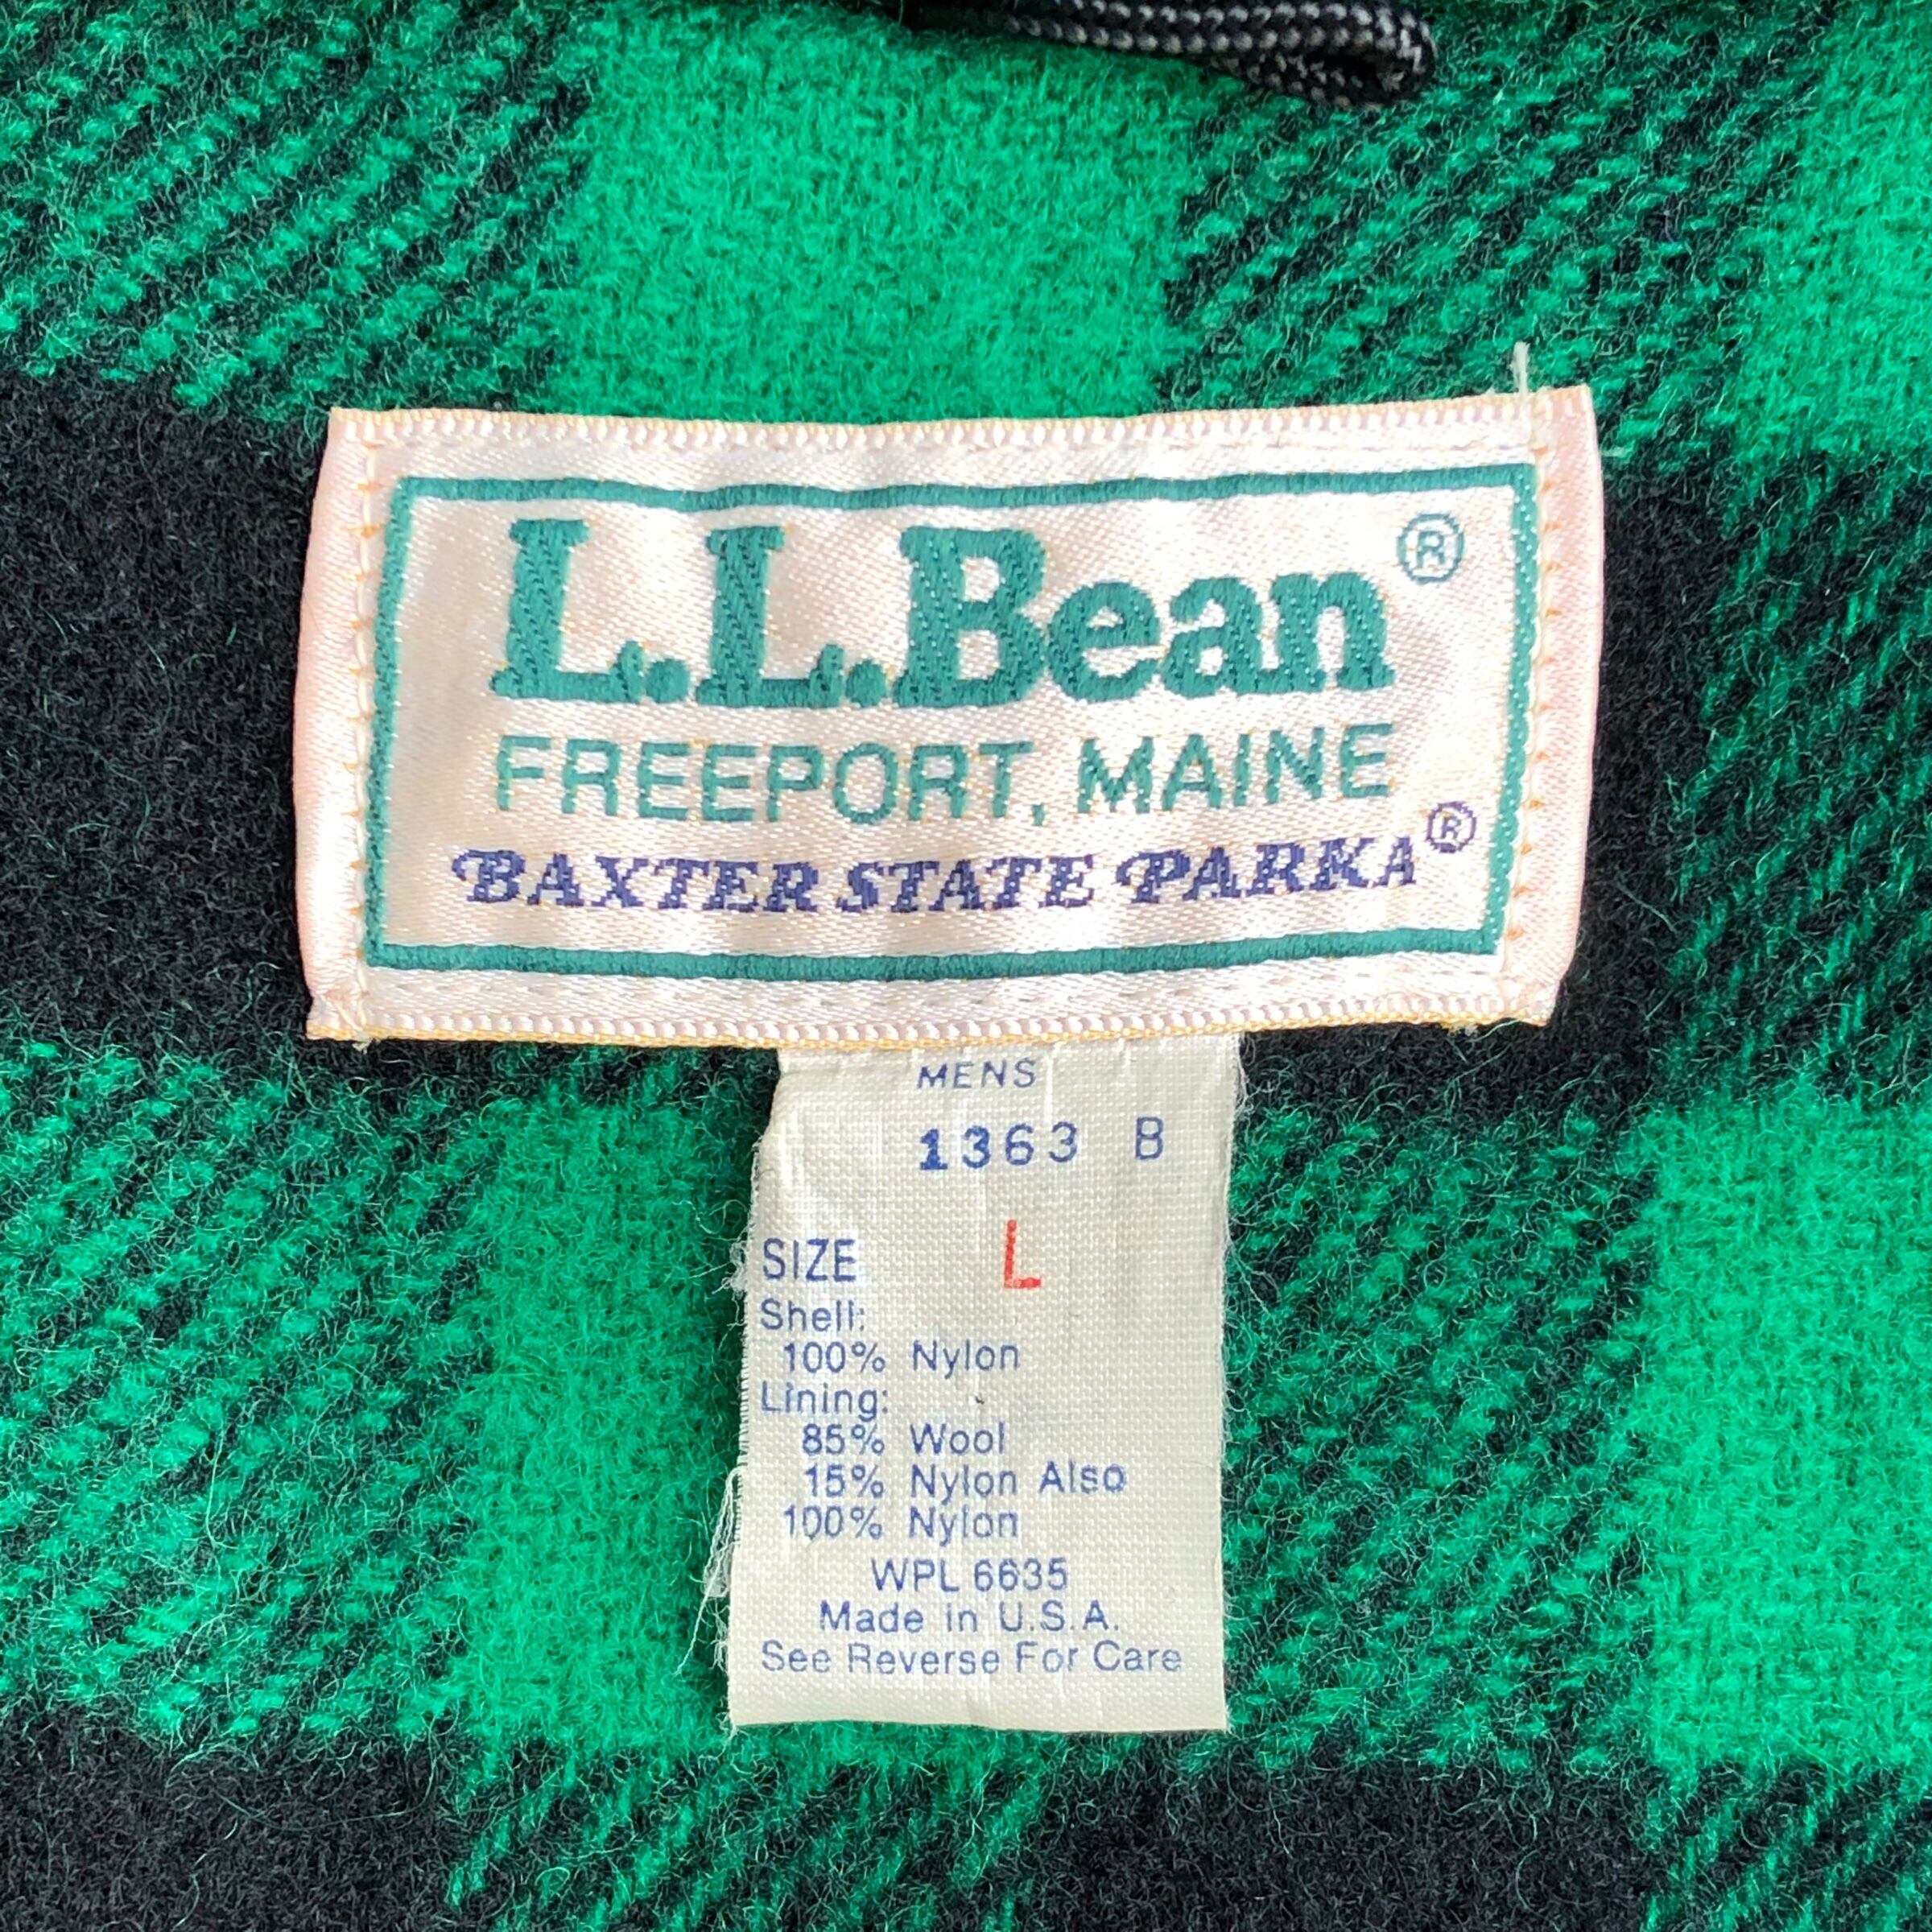 L.L.Bean®
FREEPORT, MAINE
BAXTER STATE PARKA®
MENS
1363 B
SIZE L
Shell:
100% Nylon
Lining:
85% Wool
15% Nylon Also
100% Nylon
WPL 6635
Made in U.S.A.
See Reverse For Care